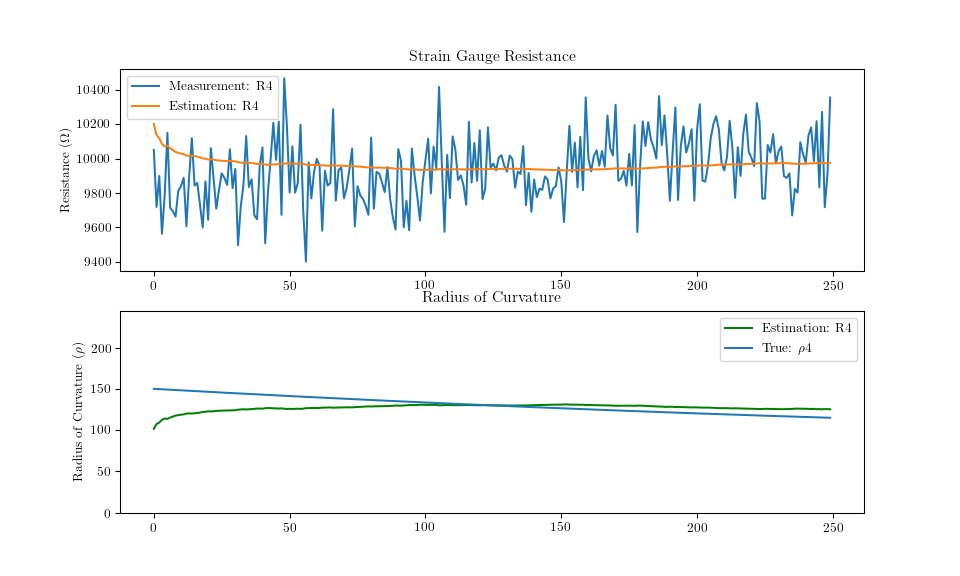 Strain Gauge Resistance
Resistance (Ω)
10400
10200
10000
9800
9600
9400
Measurement: R4
Estimation: R4
0 50 100 150 200 250
Radius of Curvature
Radius of Curvature (ρ)
200
150
100
50
0
Estimation: R4
True: ρ4
0 50 100 150 200 250